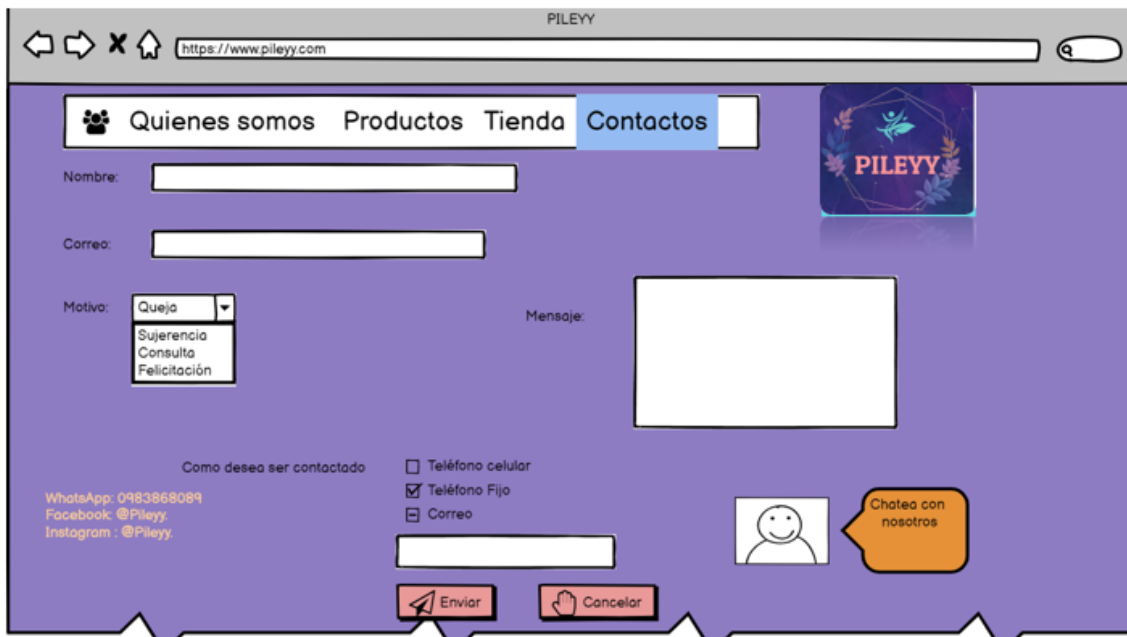 PILEYY
https://www.pileyy.com
Quienes somos Productos Tienda Contactos
PILEYY
Nombre:
Correo:
Motivo:
Queja
Sujerencia
Consulta
Felicitación
Mensaje:
Como desea ser contactado
Teléfono celular
Teléfono Fijo
Correo
WhatsApp: 0983868089
Facebook: @Pileyy.
Instagram : @Pileyy.
Chatea con
nosotros
Enviar
Cancelar